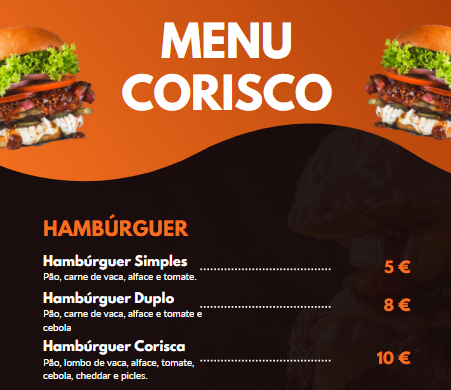 MENU
CORISCO
HAMBÚRGUER
Hambúrguer Simples
Pão, carne de vaca, alface e tomate.
5 €
Hambúrguer Duplo
Pão, carne de vaca, alface e tomate e
cebola
8 €
Hambúrguer Corisca
Pão, lombo de vaca, alface, tomate,
cebola, cheddar e picles.
10 €